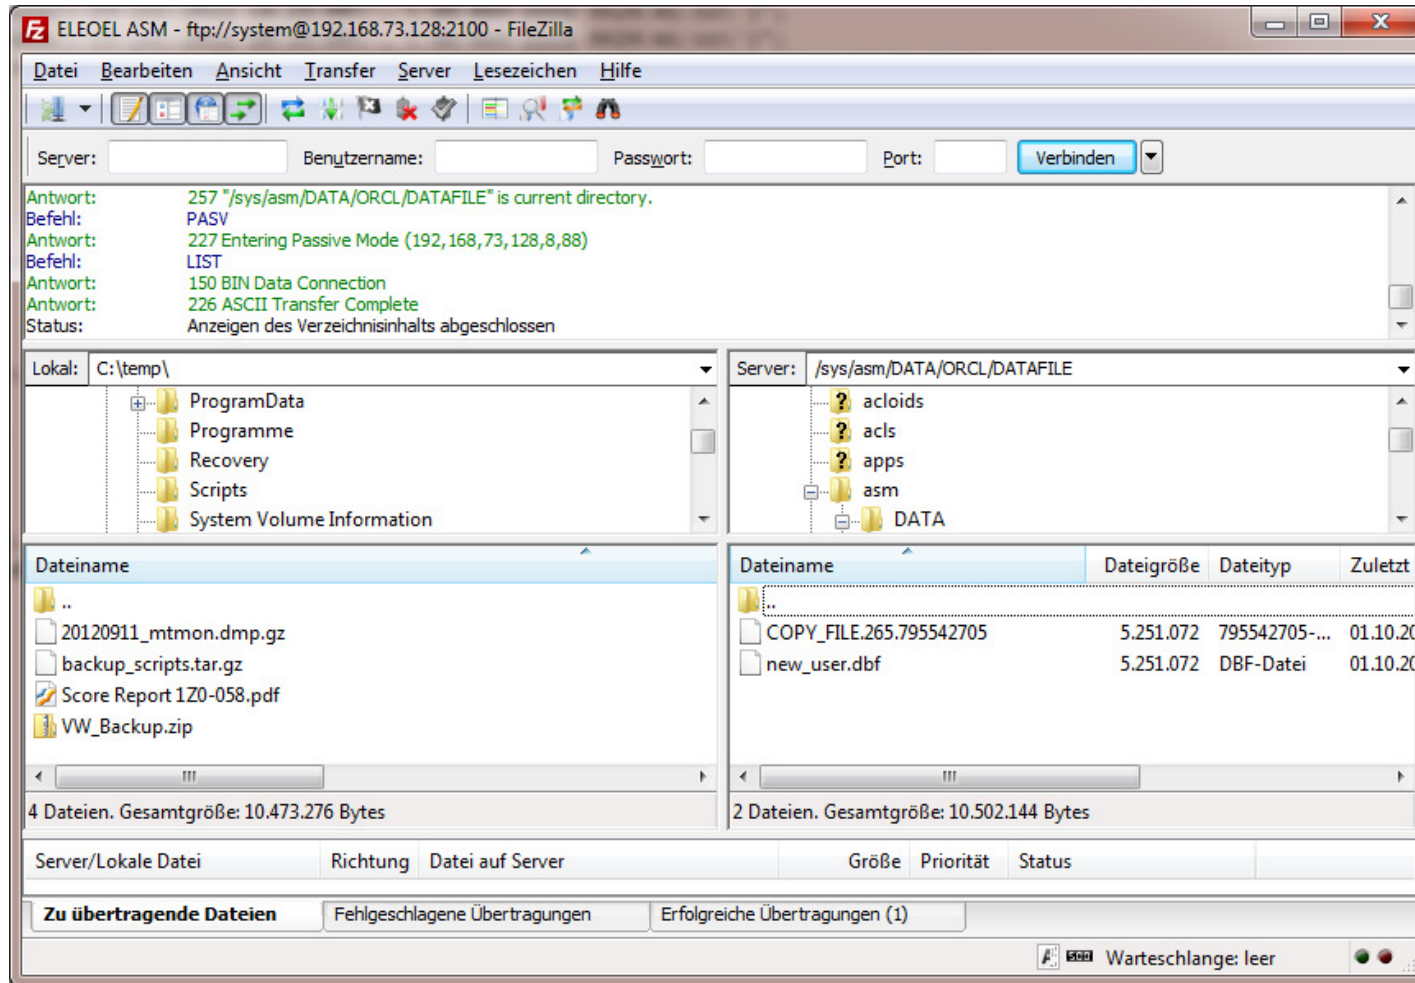 ELEOEL ASM - ftp://system@192.168.73.128:2100 - FileZilla
Datei Bearbeiten Ansicht Transfer Server Lesezeichen Hilfe
Server: Benutzername: Passwort: Port: Verbinden
Antwort: 257 "/sys/asm/DATA/ORCL/DATAFILE" is current directory.
Befehl: PASV
Antwort: 227 Entering Passive Mode (192,168,73,128,8,88)
Befehl: LIST
Antwort: 150 BIN Data Connection
Antwort: 226 ASCII Transfer Complete
Status: Anzeigen des Verzeichnisinhalts abgeschlossen
Lokal: C:\temp\
ProgramData
Programme
Recovery
Scripts
System Volume Information
Server: /sys/asm/DATA/ORCL/DATAFILE
acloids
acls
apps
asm
DATA
Dateiname
..
20120911_mtmon.dmp.gz
backup_scripts.tar.gz
Score Report 1Z0-058.pdf
VW_Backup.zip
4 Dateien. Gesamtgröße: 10.473.276 Bytes
Dateiname Dateigröße Dateityp Zuletzt
..
COPY_FILE.265.795542705 5.251.072 795542705-... 01.10.20
new_user.dbf 5.251.072 DBF-Datei 01.10.20
2 Dateien. Gesamtgröße: 10.502.144 Bytes
Server/Lokale Datei Richtung Datei auf Server Größe Priorität Status
Zu übertragende Dateien Fehlgeschlagene Übertragungen Erfolgreiche Übertragungen (1)
Warteschlange: leer